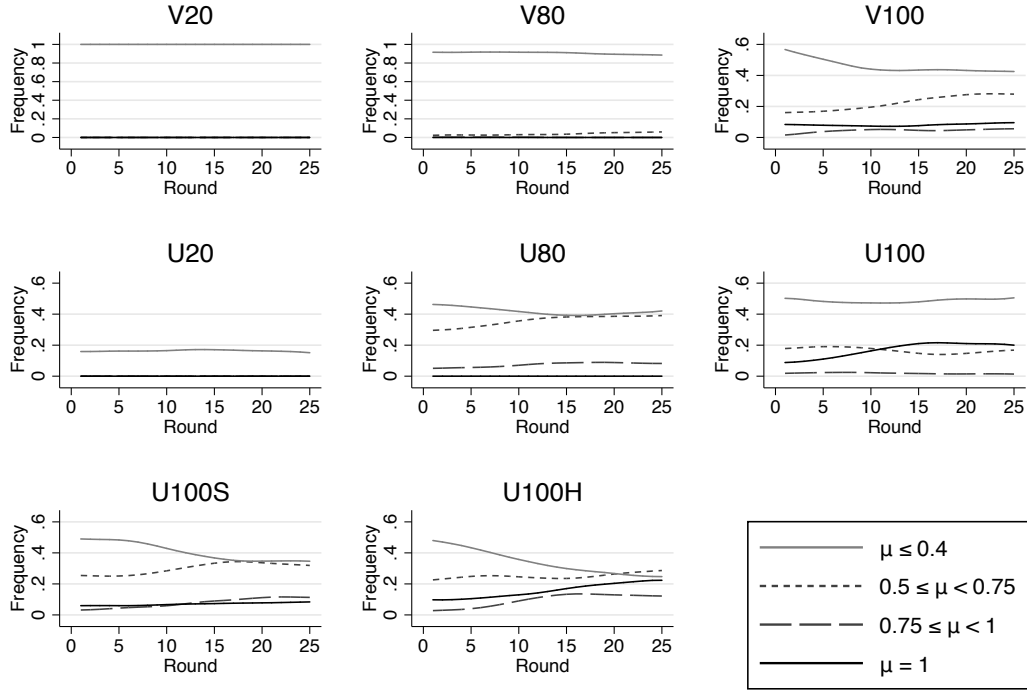 V20
V80
V100
Frequency
0 .2 .4 .6 .8 1
0 5 10 15 20 25
Round
Frequency
0 .2 .4 .6 .8 1
0 5 10 15 20 25
Round
Frequency
0 .2 .4 .6
0 5 10 15 20 25
Round
U20
U80
U100
Frequency
0 .2 .4 .6
0 5 10 15 20 25
Round
Frequency
0 .2 .4 .6
0 5 10 15 20 25
Round
Frequency
0 .2 .4 .6
0 5 10 15 20 25
Round
U100S
U100H
Frequency
0 .2 .4 .6
0 5 10 15 20 25
Round
Frequency
0 .2 .4 .6
0 5 10 15 20 25
Round
μ ≤ 0.4
0.5 ≤ μ < 0.75
0.75 ≤ μ < 1
μ = 1